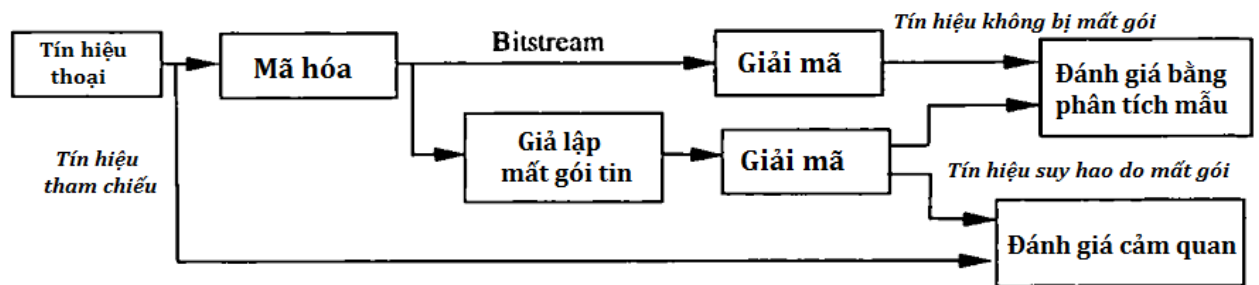 Tín hiệu không bị mất gói
Tín hiệu
thoại
Mã hóa
Bitstream
Giải mã
Đánh giá bằng
phân tích mẫu
Tín hiệu
tham chiếu
Giả lập
mất gói tin
Giải mã
Tín hiệu suy hao do mất gói
Đánh giá cảm quan